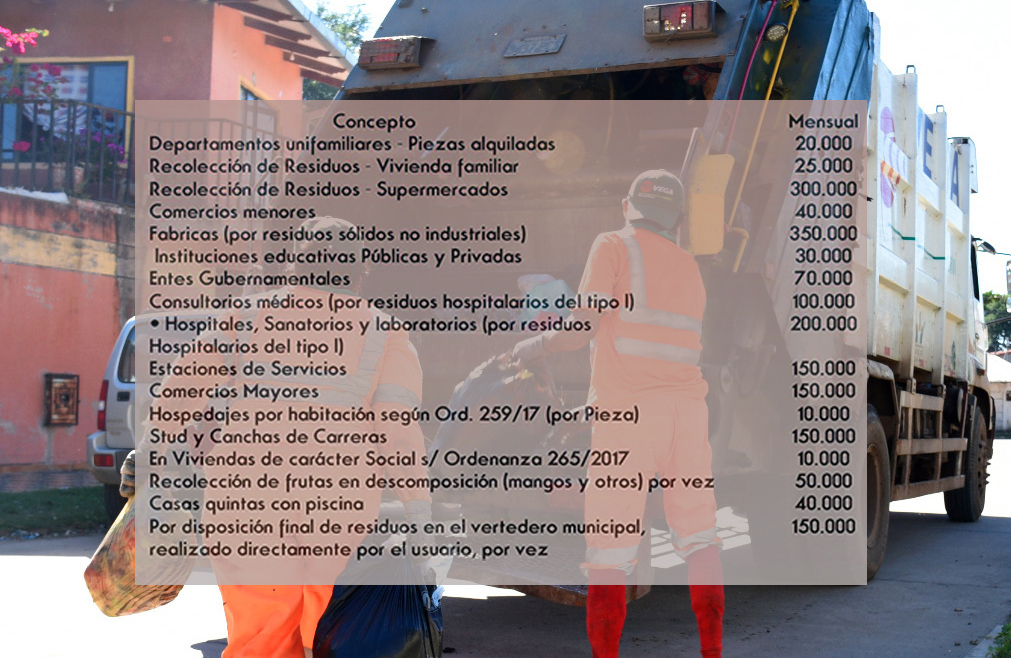 Concepto Mensual
Departamentos unifamiliares - Piezas alquiladas 20.000
Recolección de Residuos - Vivienda familiar 25.000
Recolección de Residuos - Supermercados 300.000
Comercios menores 40.000
Fabricas (por residuos sólidos no industriales) 350.000
Instituciones educativas Públicas y Privadas 30.000
Entes Gubernamentales 70.000
Consultorios médicos (por residuos hospitalarios del tipo I) 100.000
• Hospitales, Sanatorios y laboratorios (por residuos 200.000
Hospitalarios del tipo I)
Estaciones de Servicios 150.000
Comercios Mayores 150.000
Hospedajes por habitación según Ord. 259/17 (por Pieza) 10.000
Stud y Canchas de Carreras 150.000
En Viviendas de carácter Social s/ Ordenanza 265/2017 10.000
Recolección de frutas en descomposición (mangos y otros) por vez 50.000
Casas quintas con piscina 40.000
Por disposición final de residuos en el vertedero municipal, 150.000
realizado directamente por el usuario, por vez
VEGA